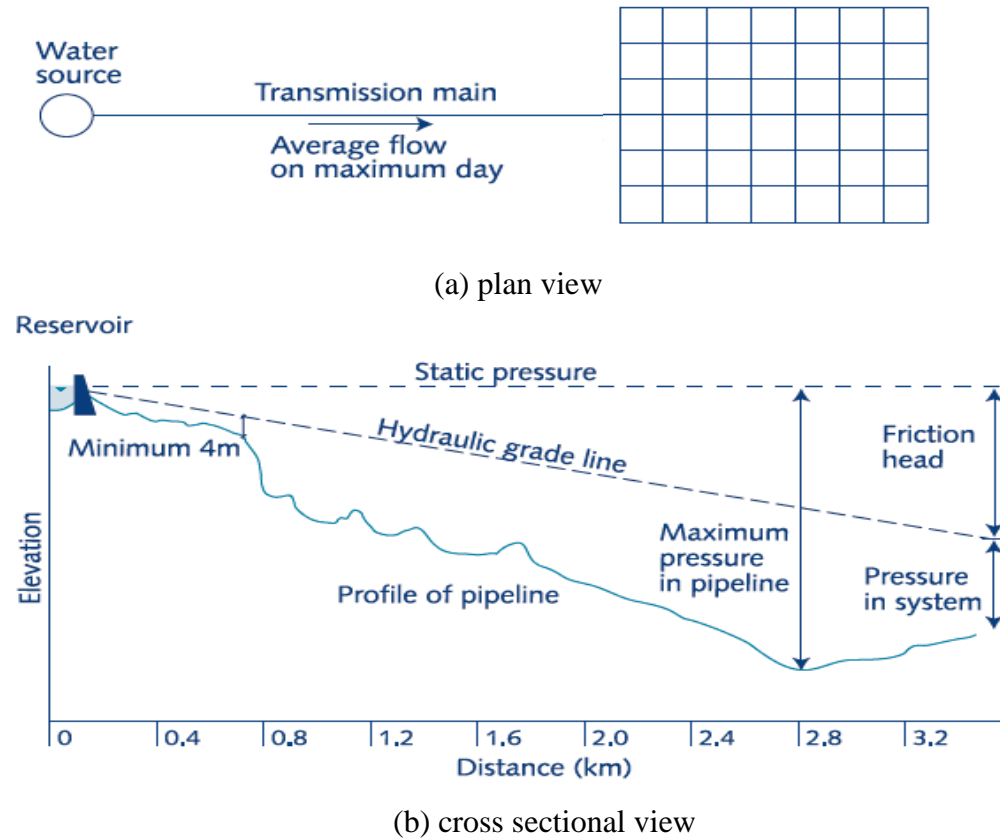 Water
source
Transmission main
Average flow
on maximum day
(a) plan view
Reservoir
Static pressure
Minimum 4m
Hydraulic grade line
Friction
head
Maximum
pressure
in pipeline
Pressure
in system
Profile of pipeline
Elevation
0 0.4 0.8 1.2 1.6 2.0 2.4 2.8 3.2
Distance (km)
(b) cross sectional view